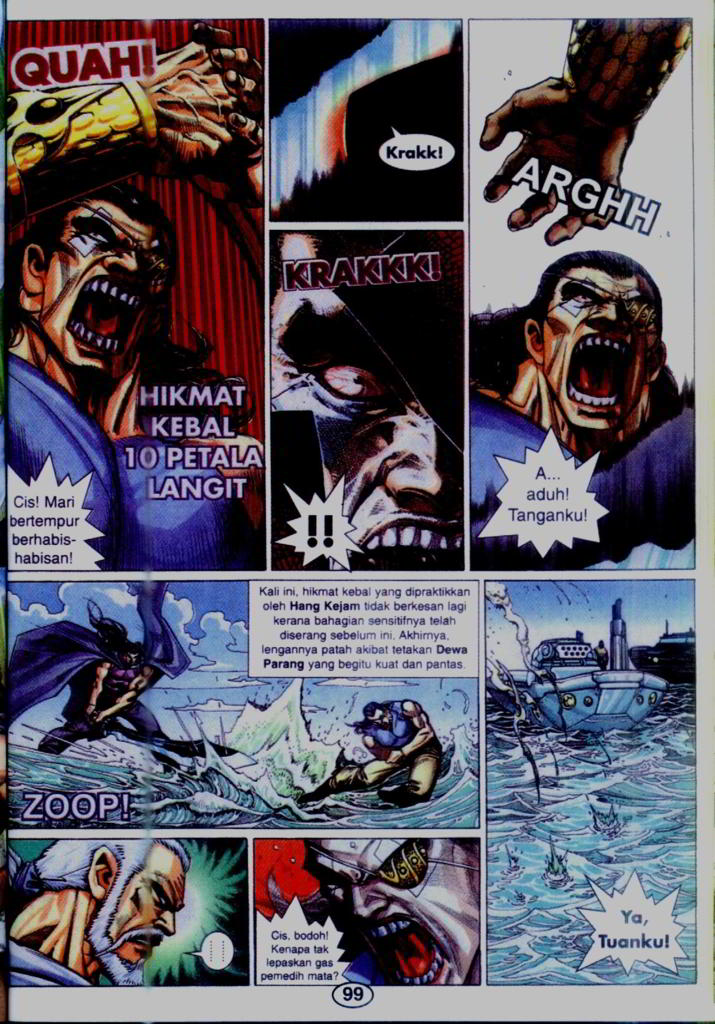 QUAH!
HIKMAT
KEBAL
10 PETALA
LANGIT
Cis! Mari
bertempur
berhabis-
habisan!
Krakk!
KRAKKK!
!!
ARGHH
A...
aduh!
Tanganku!
Kali ini, hikmat kebal yang dipraktikkan
oleh Hang Kejam tidak berkesan lagi
kerana bahagian sensitifnya telah
diserang sebelum ini. Akhirnya,
lengannya patah akibat tetakan Dewa
Parang yang begitu kuat dan pantas.
ZOOP!
Ya,
Tuanku!
Cis, bodoh!
Kenapa tak
lepaskan gas
pemedih mata?
99